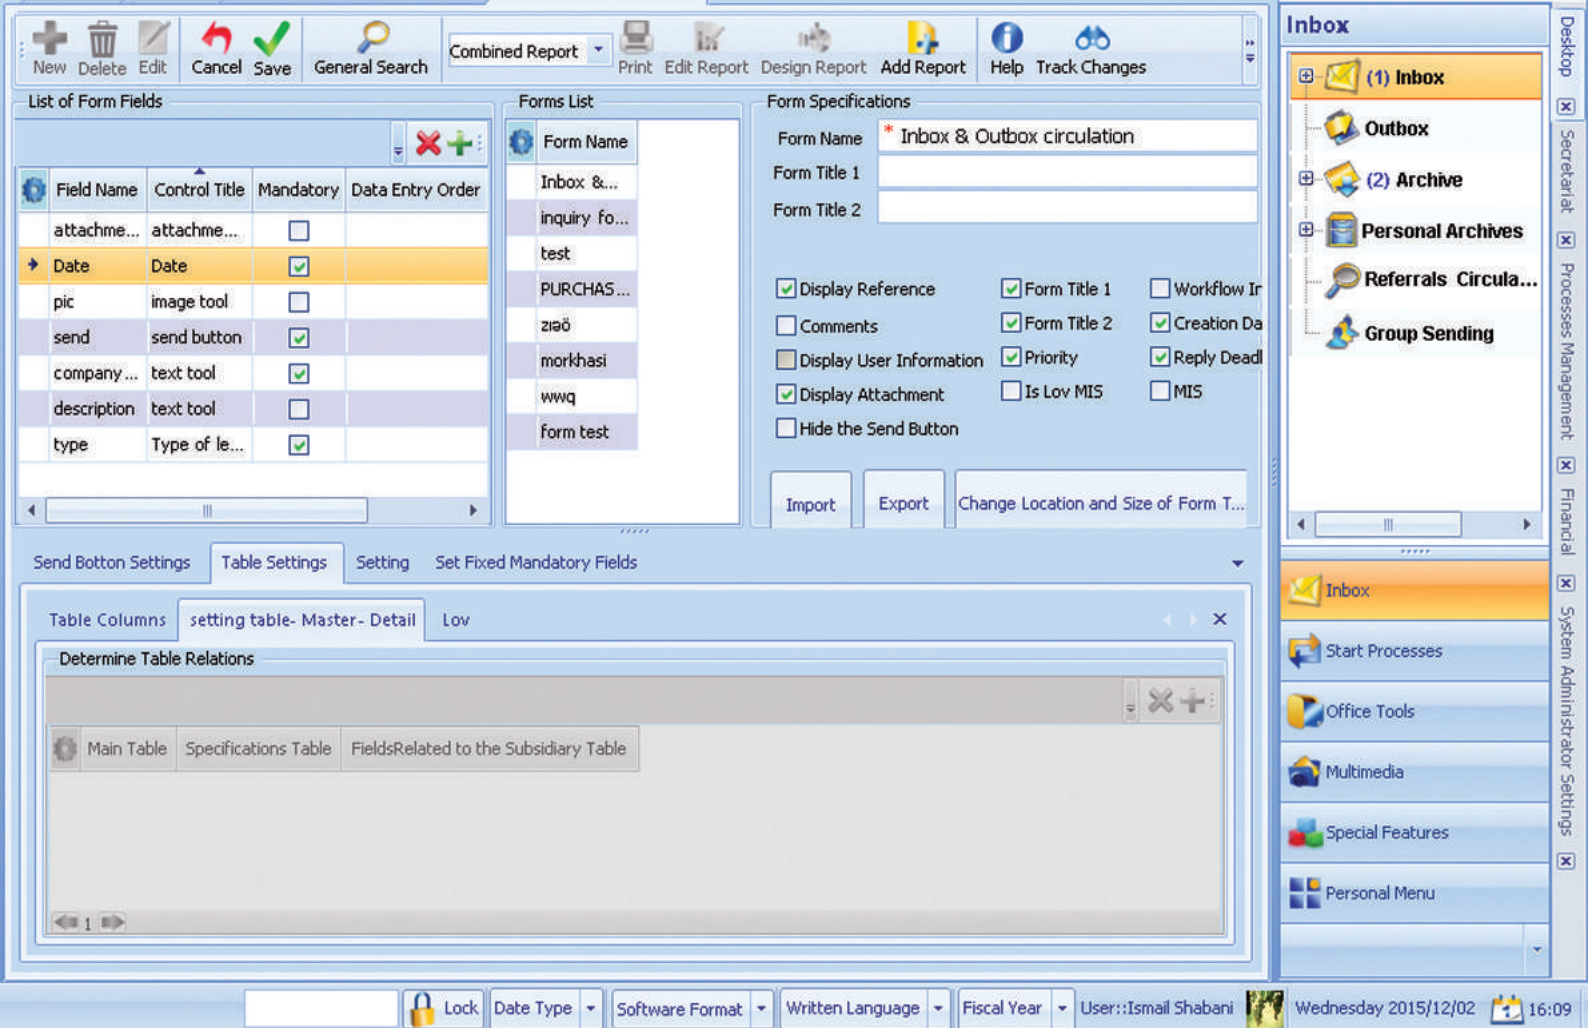 New Delete Edit Cancel Save General Search Combined Report Print Edit Report Design Report Add Report Help Track Changes
List of Form Fields
Field Name Control Title Mandatory Data Entry Order
attachme... attachme...
Date Date
pic image tool
send send button
company ... text tool
description text tool
type Type of le...
Forms List
Form Name
Inbox &...
inquiry fo...
test
PURCHAS...
morkhasi
wwq
form test
Form Specifications
Form Name * Inbox & Outbox circulation
Form Title 1
Form Title 2
Display Reference Form Title 1 Workflow Ir
Comments Form Title 2 Creation Da
Display User Information Priority Reply Deadl
Display Attachment Is Lov MIS MIS
Hide the Send Button
Import Export Change Location and Size of Form T...
Send Botton Settings Table Settings Setting Set Fixed Mandatory Fields
Table Columns setting table- Master- Detail Lov
Determine Table Relations
Main Table Specifications Table FieldsRelated to the Subsidiary Table
1
Inbox
(1) Inbox
Outbox
(2) Archive
Personal Archives
Referrals Circula...
Group Sending
Inbox
Start Processes
Office Tools
Multimedia
Special Features
Personal Menu
Desktop
Secretariat
Processes Management
Financial
System Administrator Settings
Lock Date Type Software Format Written Language Fiscal Year User::Ismail Shabani Wednesday 2015/12/02 16:09